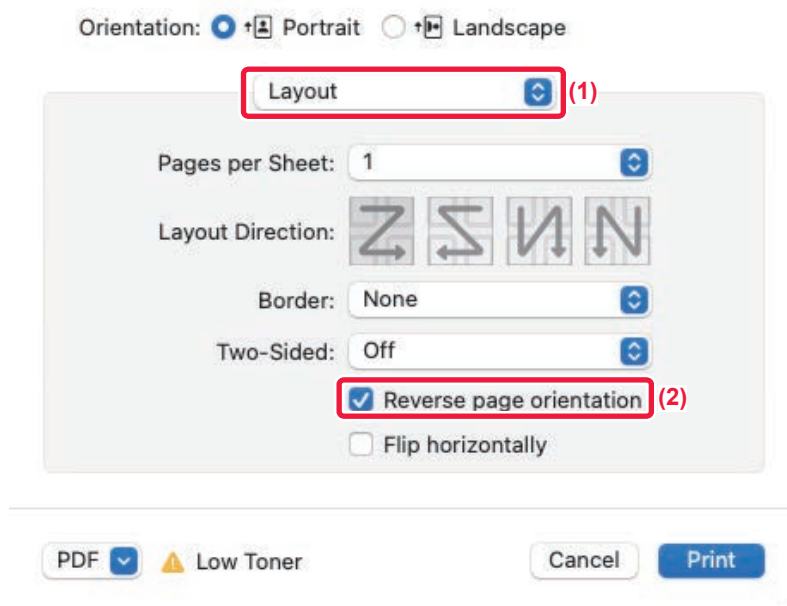 Orientation: Portrait Landscape
Layout (1)
Pages per Sheet: 1
Layout Direction:
Border: None
Two-Sided: Off
Reverse page orientation (2)
Flip horizontally
PDF Low Toner Cancel Print